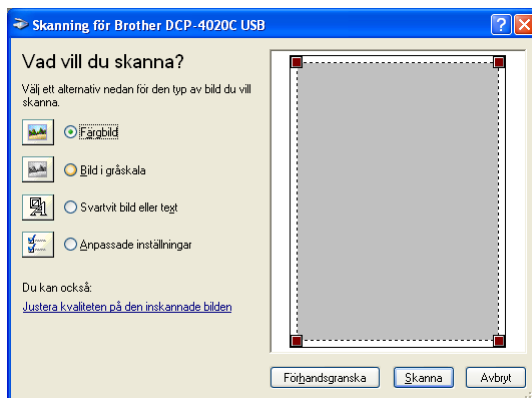 Skanning för Brother DCP-4020C USB
Vad vill du skanna?
Välj ett alternativ nedan för den typ av bild du vill
skanna.
Färgbild
Bild i gråskala
Svartvit bild eller text
Anpassade inställningar
Du kan också:
Justera kvaliteten på den inskannade bilden
Förhandsgranska
Skanna
Avbryt